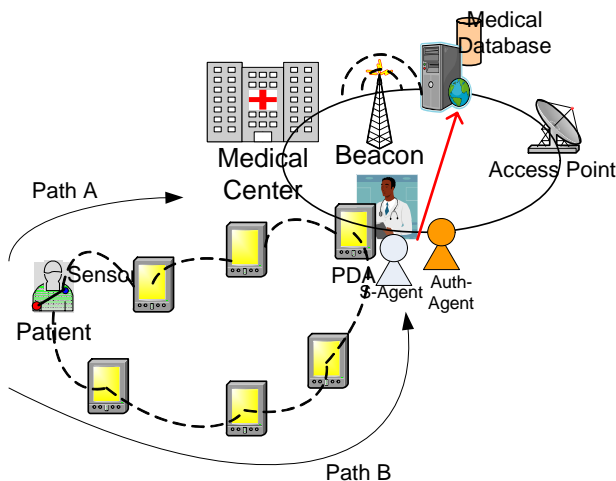 Medical
Database
Medical
Center
Beacon
Access Point
Path A
Sensor
PDA
S-Agent
Auth-
Agent
Patient
Path B